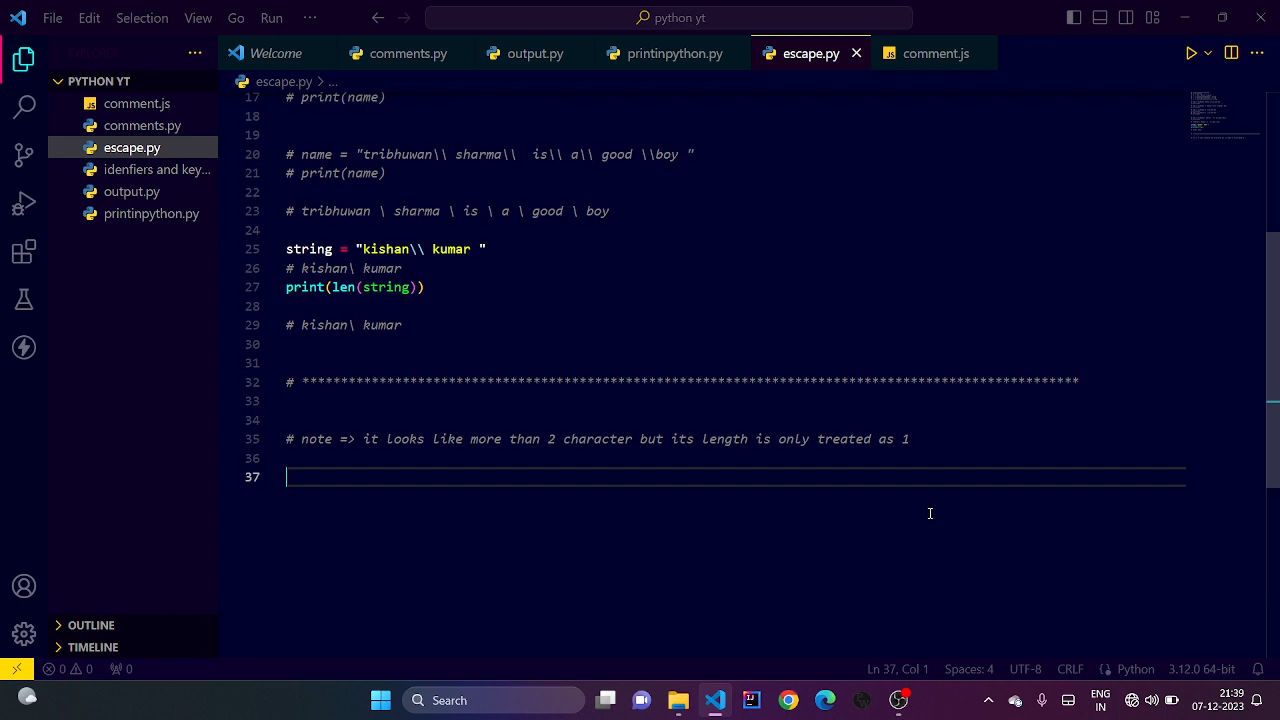 File Edit Selection View Go Run ··· python yt
EXPLORER ···
Welcome comments.py output.py printinpython.py escape.py JS comment.js
PYTHON YT
escape.py > ...
JS comment.js
comments.py
escape.py
idenfiers and key...
output.py
printinpython.py
17 # print(name)
18
19
20 # name = "tribhuwan\\ sharma\\  is\\ a\\ good \\boy "
21 # print(name)
22
23 # tribhuwan \ sharma \ is \ a \ good \ boy
24
25 string = "kishan\\ kumar "
26 # kishan\ kumar
27 print(len(string))
28
29 # kishan\ kumar
30
31
32 # *****************************************************************************************************
33
34
35 # note => it looks like more than 2 character but its length is only treated as 1
36
37
OUTLINE
TIMELINE
0 0 0 Ln 37, Col 1 Spaces: 4 UTF-8 CRLF Python 3.12.0 64-bit
Search
ENG
IN
21:39
07-12-2023